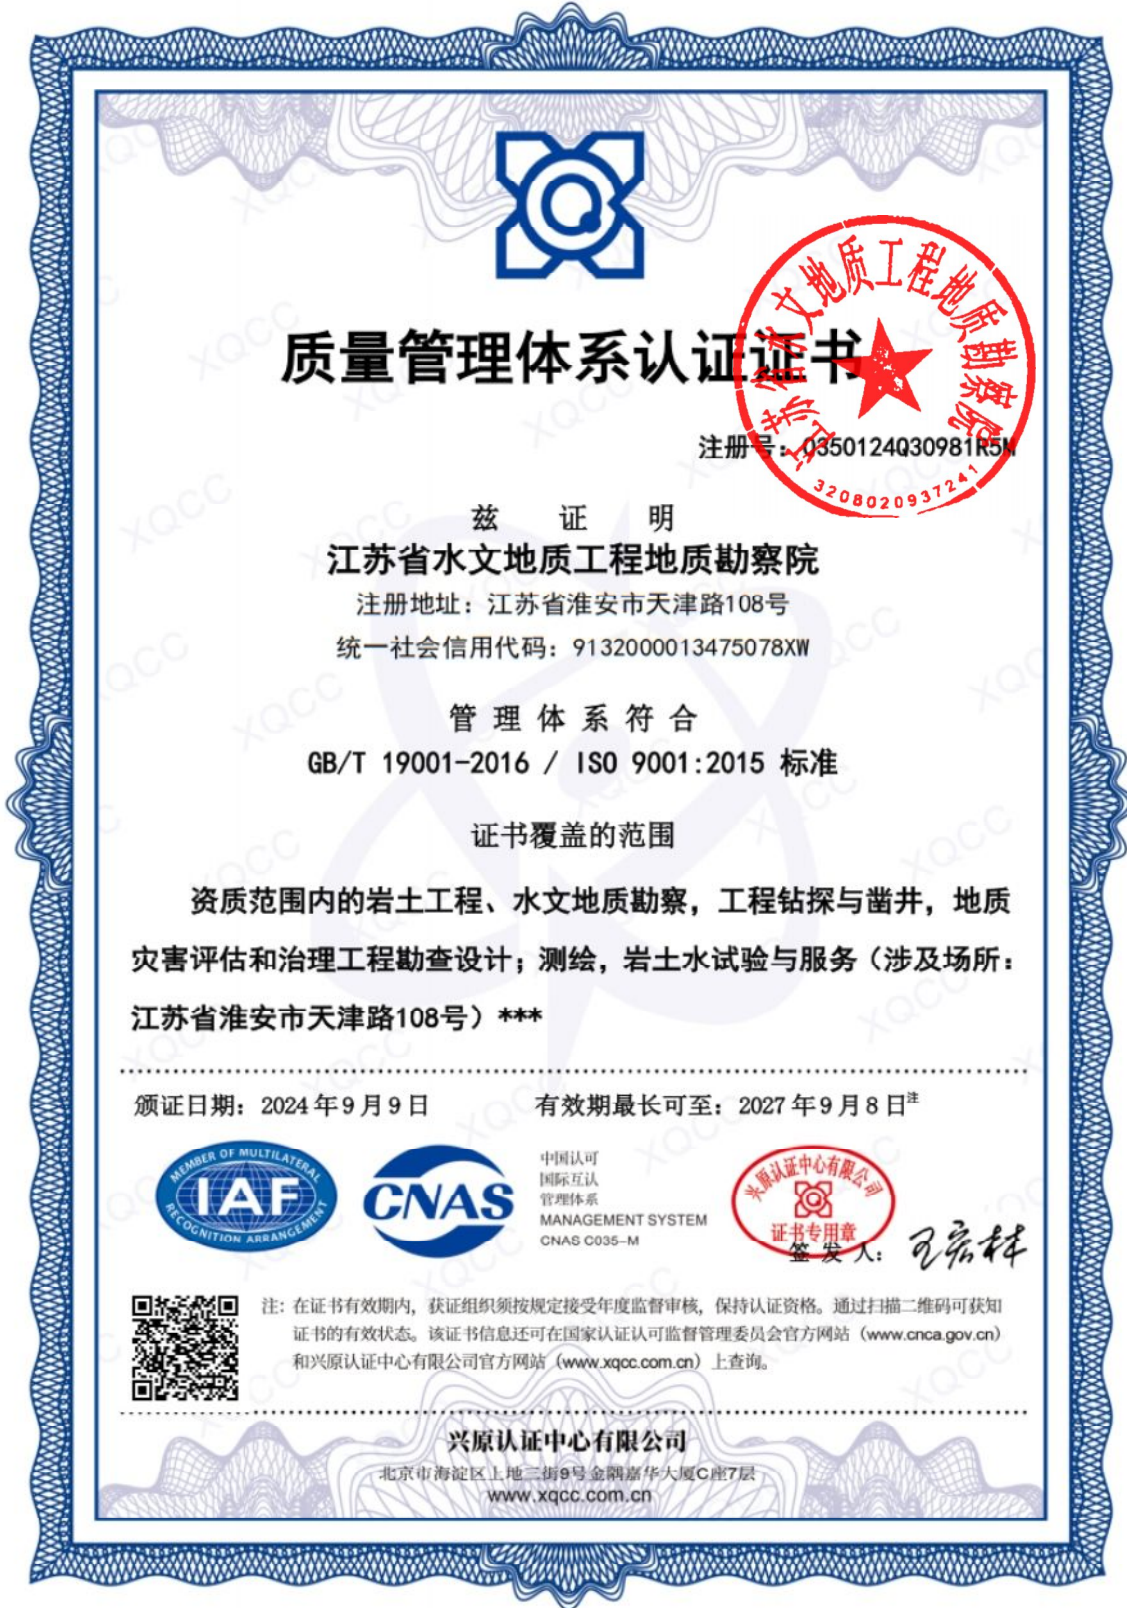 质量管理体系认证证书
江苏省水文地质工程地质勘察院
3208020937241
注册号：0350124Q30981R5M
兹 证 明
江苏省水文地质工程地质勘察院
注册地址：江苏省淮安市天津路108号
统一社会信用代码：9132000013475078XW
管 理 体 系 符 合
GB/T 19001-2016 / ISO 9001:2015 标准
证书覆盖的范围
资质范围内的岩土工程、水文地质勘察，工程钻探与凿井，地质
灾害评估和治理工程勘查设计；测绘，岩土水试验与服务（涉及场所：
江苏省淮安市天津路108号）***
颁证日期：2024年9月9日 有效期最长可至：2027年9月8日注
MEMBER OF MULTILATERAL
IAF
RECOGNITION ARRANGEMENT
CNAS
中国认可
国际互认
管理体系
MANAGEMENT SYSTEM
CNAS C035-M
兴原认证中心有限公司
证书专用章
签 发 人：
注：在证书有效期内，获证组织须按规定接受年度监督审核，保持认证资格。通过扫描二维码可获知
证书的有效状态。该证书信息还可在国家认证认可监督管理委员会官方网站（www.cnca.gov.cn）
和兴原认证中心有限公司官方网站（www.xqcc.com.cn）上查询。
兴原认证中心有限公司
北京市海淀区上地三街9号金隅嘉华大厦C座7层
www.xqcc.com.cn
XQCC